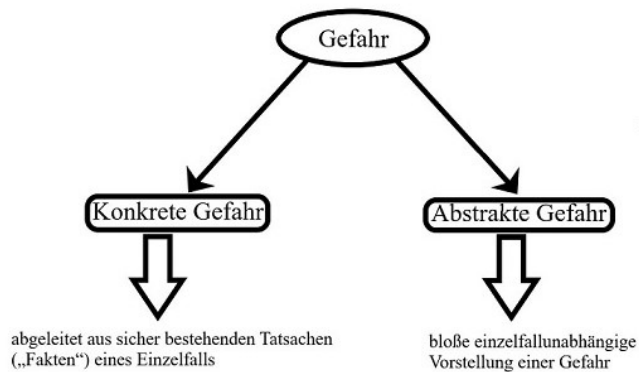 Gefahr
Konkrete Gefahr
Abstrakte Gefahr
abgeleitet aus sicher bestehenden Tatsachen
(„Fakten“) eines Einzelfalls
bloße einzelfallunabhängige
Vorstellung einer Gefahr